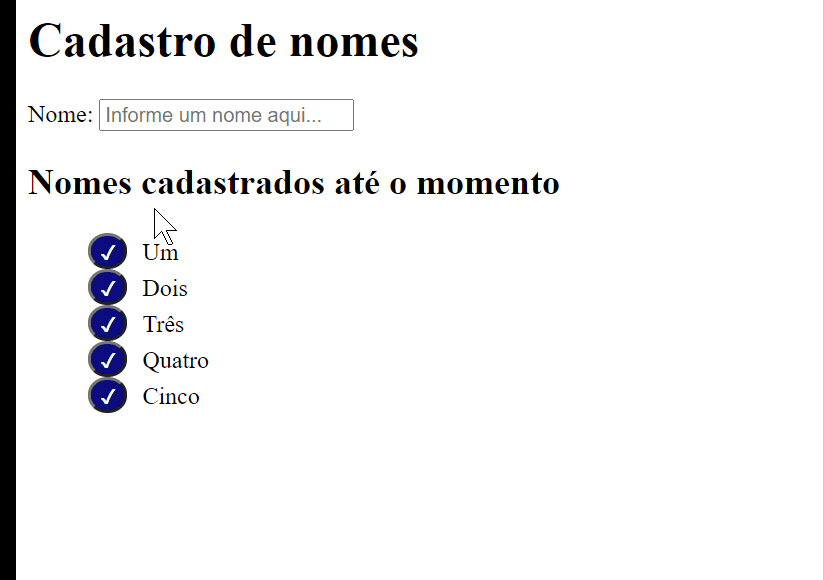 Cadastro de nomes
Nome: Informe um nome aqui...
Nomes cadastrados até o momento
✓ Um
✓ Dois
✓ Três
✓ Quatro
✓ Cinco